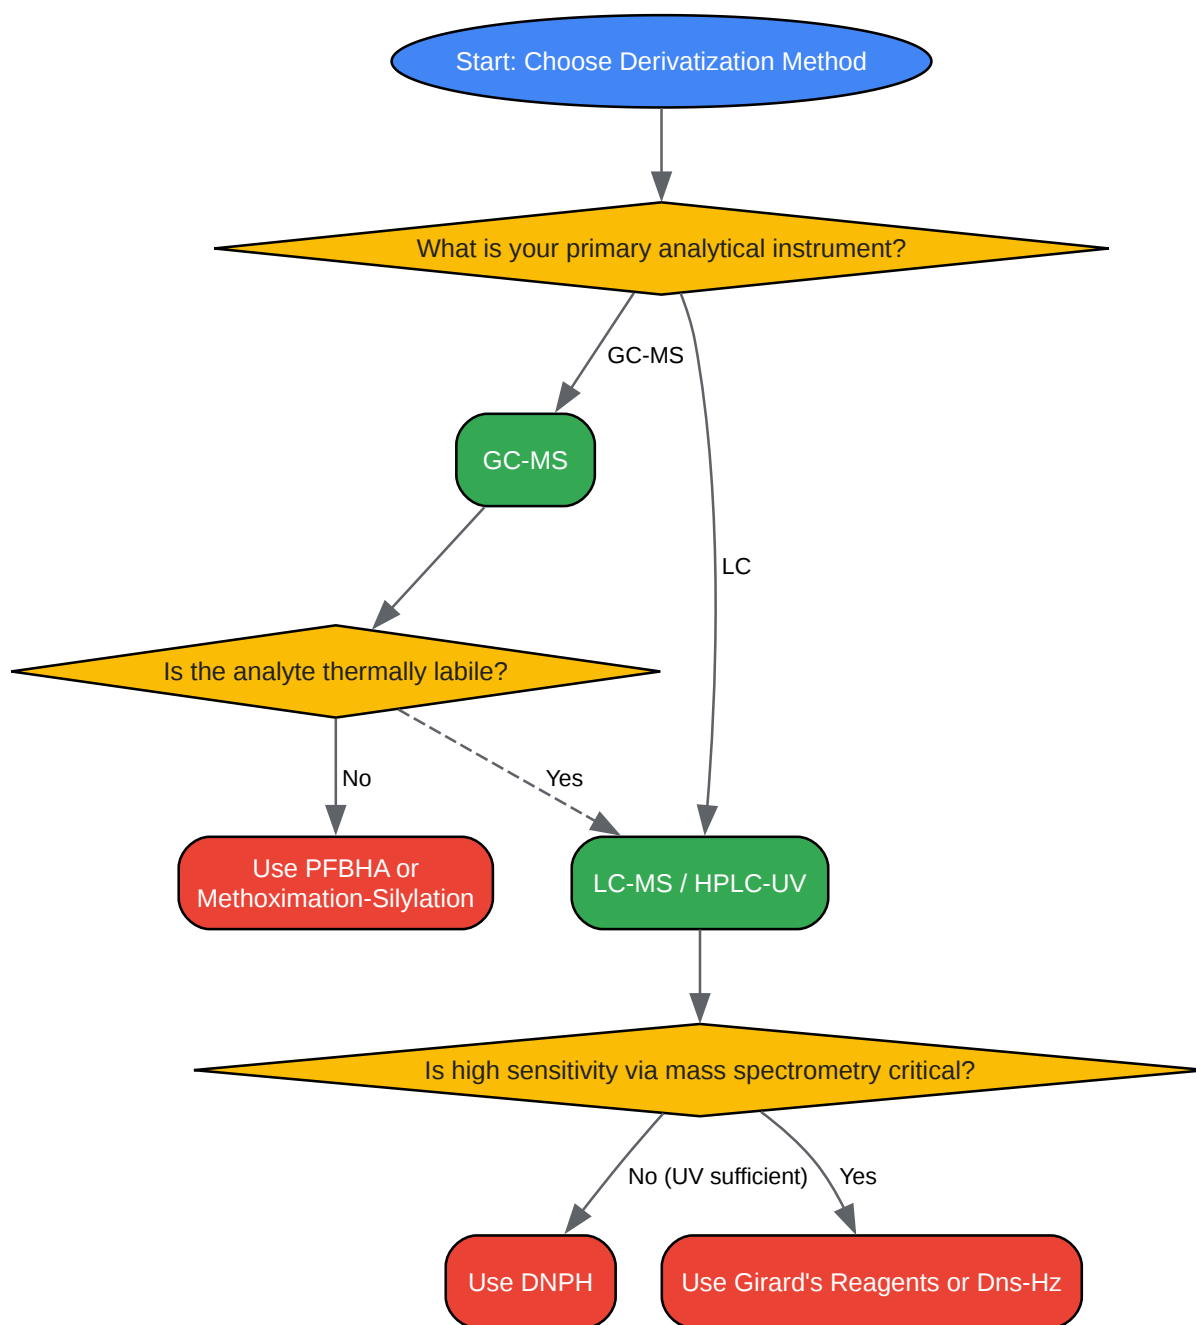 Start: Choose Derivatization Method
What is your primary analytical instrument?
GC-MS
GC-MS
LC
Is the analyte thermally labile?
No
Yes
Use PFBHA or
Methoximation-Silylation
LC-MS / HPLC-UV
Is high sensitivity via mass spectrometry critical?
No (UV sufficient)
Yes
Use DNPH
Use Girard's Reagents or Dns-Hz